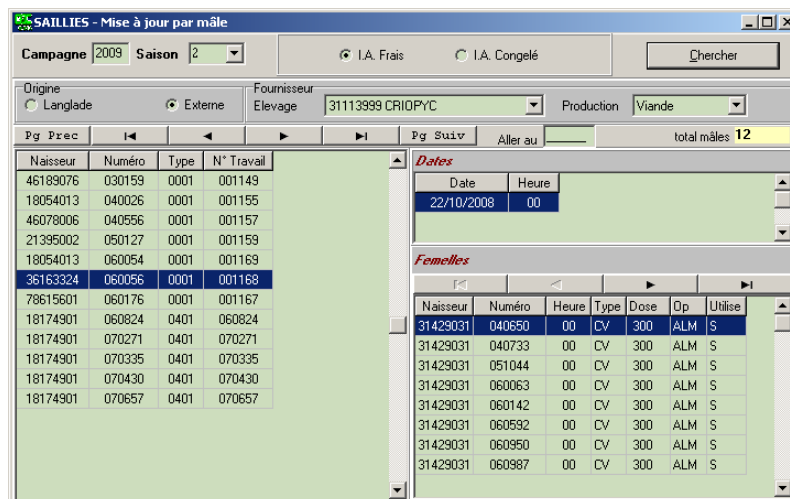 SAILLIES - Mise à jour par mâle
Campagne 2009 Saison 2 I.A. Frais I.A. Congelé Chercher
Origine Fournisseur
Langlade Externe Elevage 31113999 CRIOPYC Production Viande
Pg Prec Pg Suiv Aller au total mâles 12
Naisseur Numéro Type N° Travail
46189076 030159 0001 001149
18054013 040026 0001 001155
46078006 040556 0001 001157
21395002 050127 0001 001159
18054013 060054 0001 001169
36163324 060056 0001 001168
78615601 060176 0001 001167
18174901 060824 0401 060824
18174901 070271 0401 070271
18174901 070335 0401 070335
18174901 070430 0401 070430
18174901 070657 0401 070657
Dates
Date Heure
22/10/2008 00
Femelles
Naisseur Numéro Heure Type Dose Op Utilise
31429031 040650 00 CV 300 ALM S
31429031 040733 00 CV 300 ALM S
31429031 051044 00 CV 300 ALM S
31429031 060063 00 CV 300 ALM S
31429031 060142 00 CV 300 ALM S
31429031 060592 00 CV 300 ALM S
31429031 060950 00 CV 300 ALM S
31429031 060987 00 CV 300 ALM S